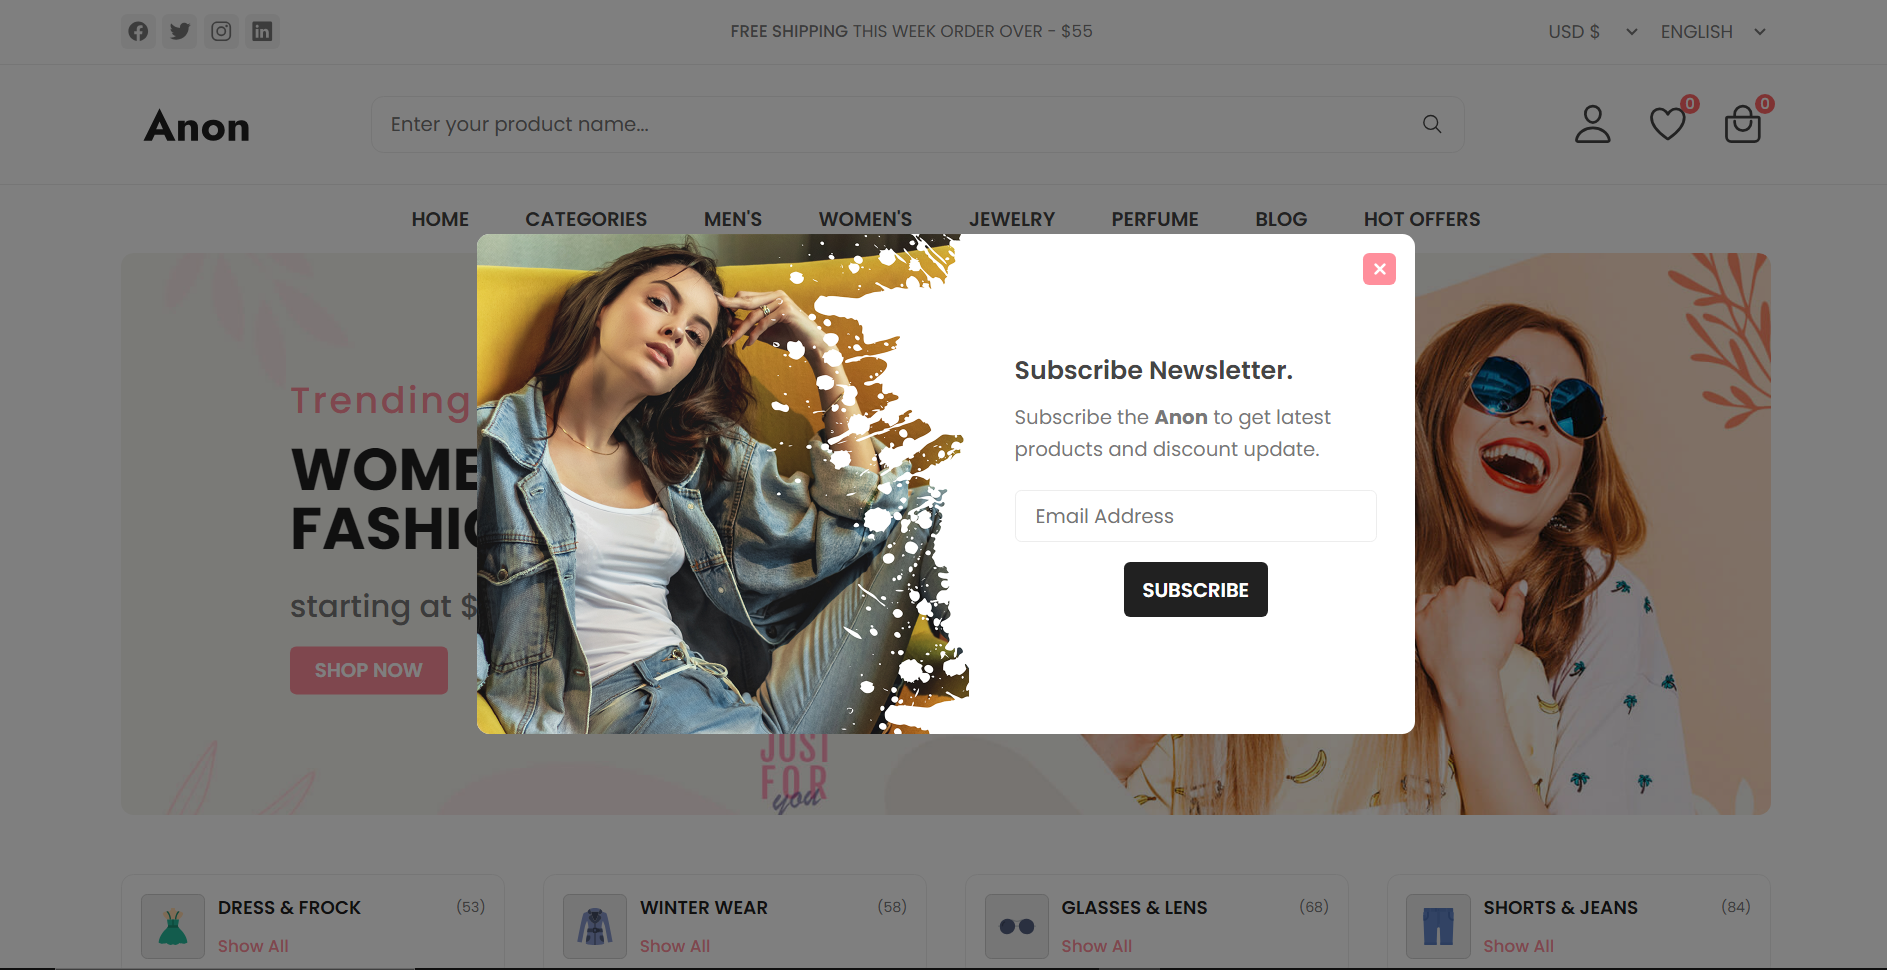 FREE SHIPPING THIS WEEK ORDER OVER - $55
USD $
ENGLISH
Anon
Enter your product name...
0
0
HOME
CATEGORIES
MEN'S
WOMEN'S
JEWELRY
PERFUME
BLOG
HOT OFFERS
Subscribe Newsletter.
Subscribe the Anon to get latest
products and discount update.
Email Address
SUBSCRIBE
Trending
WOME
FASHIO
starting at $
SHOP NOW
JUST
FOR
you
DRESS & FROCK
(53)
Show All
WINTER WEAR
(58)
Show All
GLASSES & LENS
(68)
Show All
SHORTS & JEANS
(84)
Show All